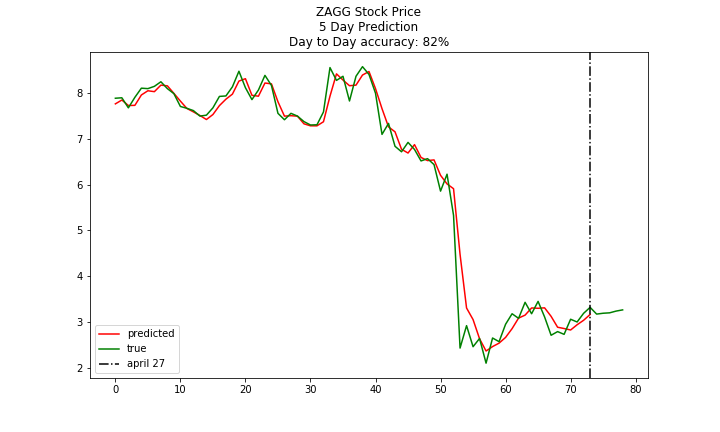 ZAGG Stock Price
5 Day Prediction
Day to Day accuracy: 82%
8
7
6
5
4
3
2
predicted
true
april 27
0 10 20 30 40 50 60 70 80